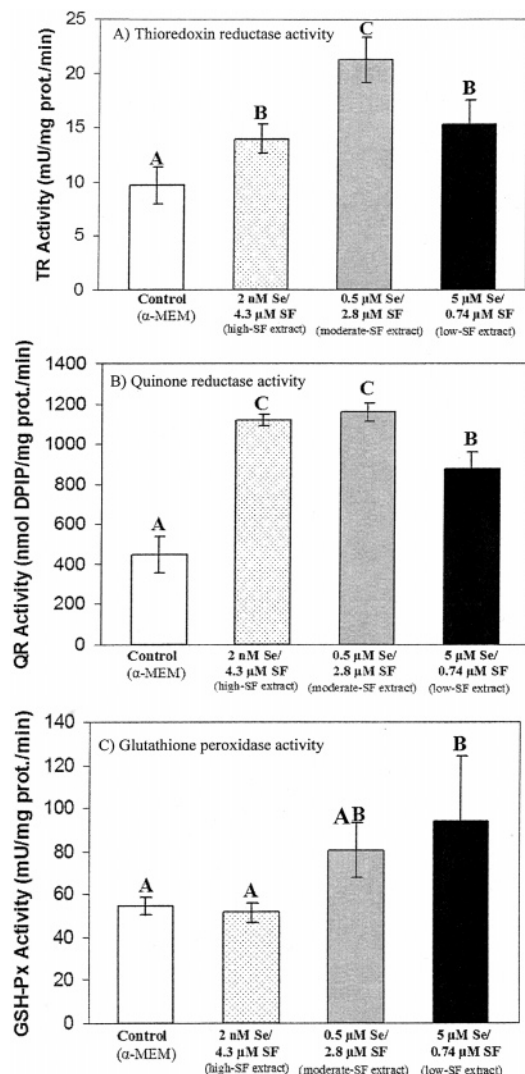 A) Thioredoxin reductase activity
TR Activity (mU/mg prot./min)
25
20
15
10
5
0
A
B
C
B
Control
(α-MEM)
2 nM Se/
4.3 µM SF
(high-SF extract)
0.5 µM Se/
2.8 µM SF
(moderate-SF extract)
5 µM Se/
0.74 µM SF
(low-SF extract)
B) Quinone reductase activity
QR Activity (nmol DPIP/mg prot./min)
1400
1200
1000
800
600
400
200
0
A
C
C
B
Control
(α-MEM)
2 nM Se/
4.3 µM SF
(high-SF extract)
0.5 µM Se/
2.8 µM SF
(moderate-SF extract)
5 µM Se/
0.74 µM SF
(low-SF extract)
C) Glutathione peroxidase activity
GSH-Px Activity (mU/mg prot./min)
140
120
100
80
60
40
20
0
A
A
AB
B
Control
(α-MEM)
2 nM Se/
4.3 µM SF
(high-SF extract)
0.5 µM Se/
2.8 µM SF
(moderate-SF extract)
5 µM Se/
0.74 µM SF
(low-SF extract)